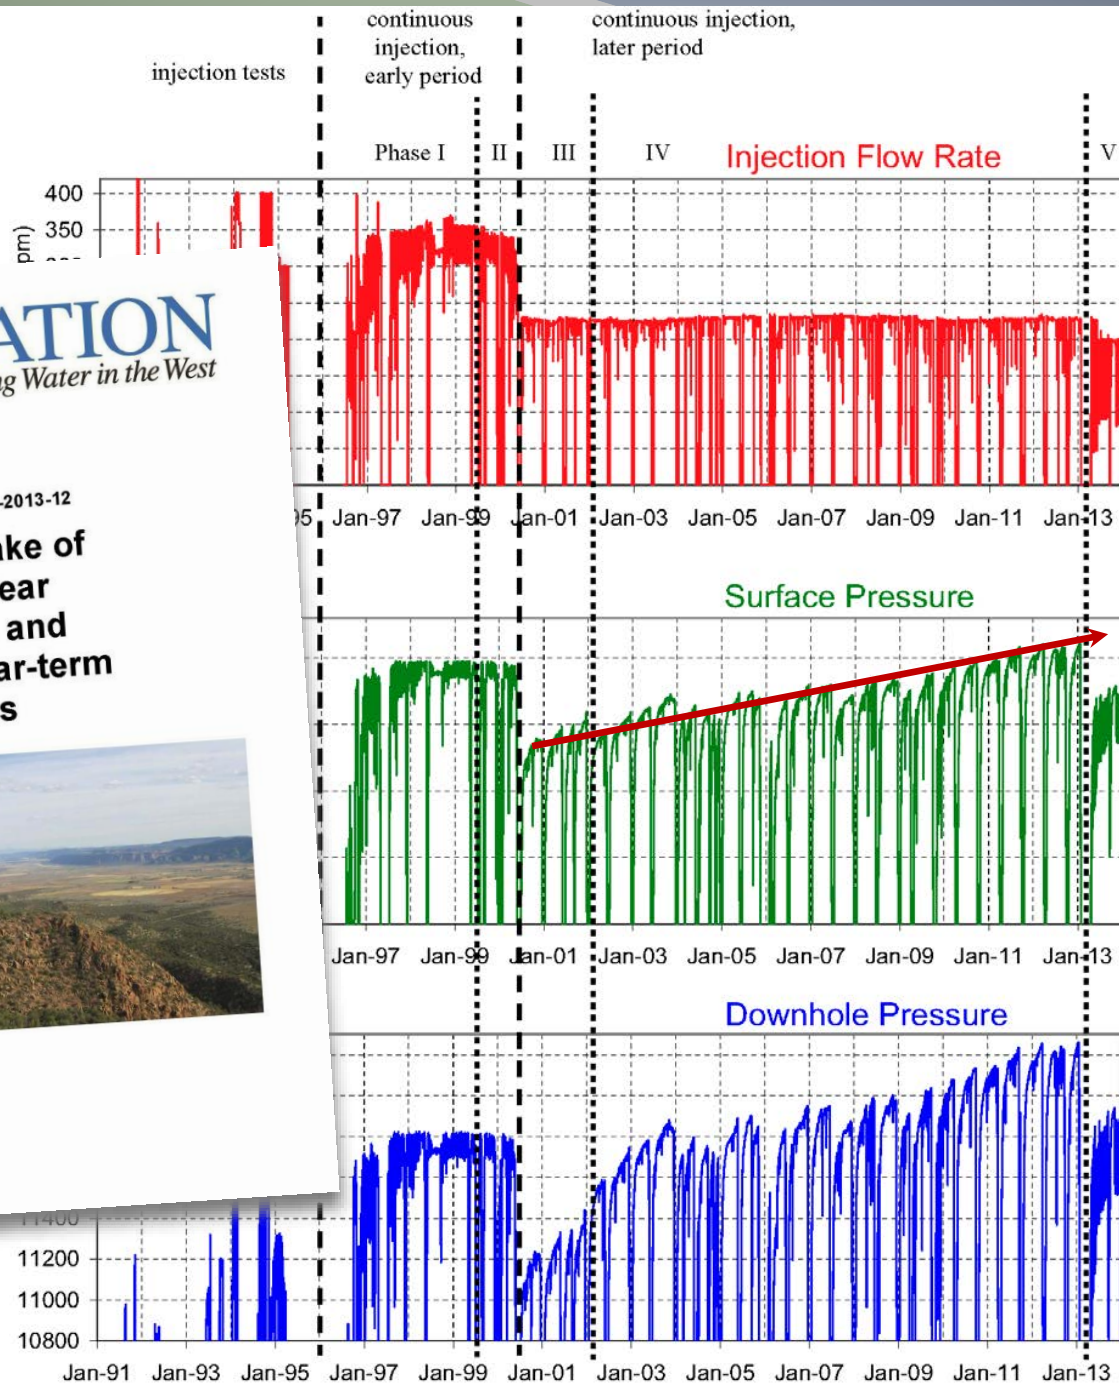 continuous
injection,
early period
continuous injection,
later period
injection tests
Phase I
II
III
IV
V
Injection Flow Rate
400
350
pm)
ATION
ng Water in the West
-2013-12
ake of
ear
and
ar-term
s
95 Jan-97 Jan-99 Jan-01 Jan-03 Jan-05 Jan-07 Jan-09 Jan-11 Jan-13
Surface Pressure
Jan-97 Jan-99 Jan-01 Jan-03 Jan-05 Jan-07 Jan-09 Jan-11 Jan-13
Downhole Pressure
11400
11200
11000
10800
Jan-91 Jan-93 Jan-95 Jan-97 Jan-99 Jan-01 Jan-03 Jan-05 Jan-07 Jan-09 Jan-11 Jan-13